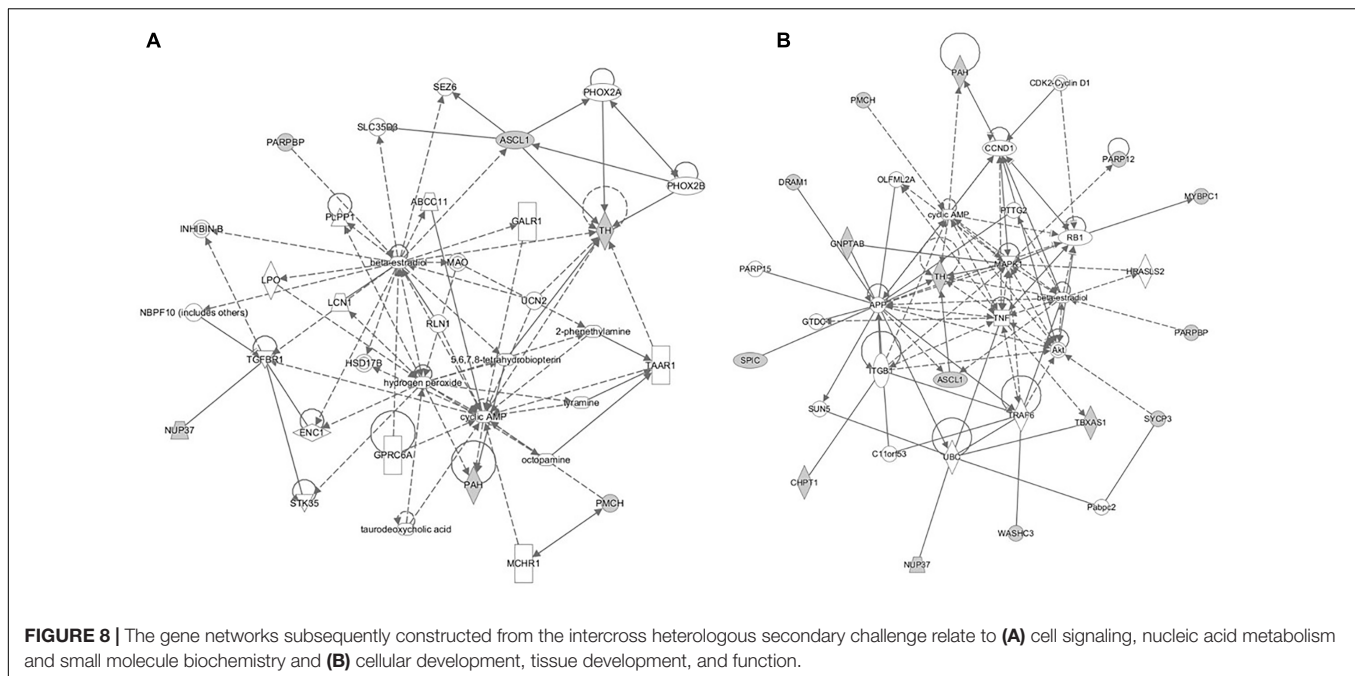 A
B
SEZ6
PHOX2A
SLC35D3
ASCL1
PARPBP
PHOX2B
ABCC11
PLPP1
GALR1
TH
INHIBIN-B
beta-estradiol
MAO
LPO
LCN1
UCN2
NBPF10 (includes others)
RLN1
2-phenethylamine
TGFBR1
HSD17B
5,6,7,8-tetrahydrobiopterin
TAAR1
hydrogen peroxide
tyramine
cyclic AMP
NUP37
ENC1
GPRC6A
octopamine
PAH
STK35
PMCH
taurodeoxycholic acid
MCHR1
PAH
CDK2-Cyclin D1
PMCH
CCND1
PARP12
DRAM1
OLFML2A
MYBPC1
cyclic AMP
PTTG2
GNPTAB
RB1
PARP15
TH
MAPK1
HRASLS2
APP
beta-estradiol
GTDC1
TNF
PARPBP
SPIC
ITGB1
Akt
ASCL1
SUN5
TRAF6
TBXAS1
SYCP3
C11orf53
UBC
CHPT1
Pabpc2
WASHC3
NUP37
FIGURE 8 | The gene networks subsequently constructed from the intercross heterologous secondary challenge relate to (A) cell signaling, nucleic acid metabolism
and small molecule biochemistry and (B) cellular development, tissue development, and function.